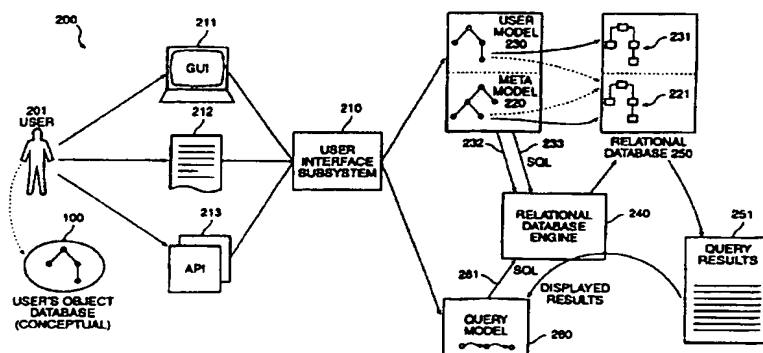 200
211
GUI
201
USER
212
213
API
100
USER'S OBJECT
DATABASE
(CONCEPTUAL)
210
USER
INTERFACE
SUBSYSTEM
USER
MODEL
230
META
MODEL
220
231
221
RELATIONAL
DATABASE 250
232
233
SQL
RELATIONAL
DATABASE
ENGINE
240
261
SQL
DISPLAYED
RESULTS
QUERY
MODEL
260
251
QUERY
RESULTS